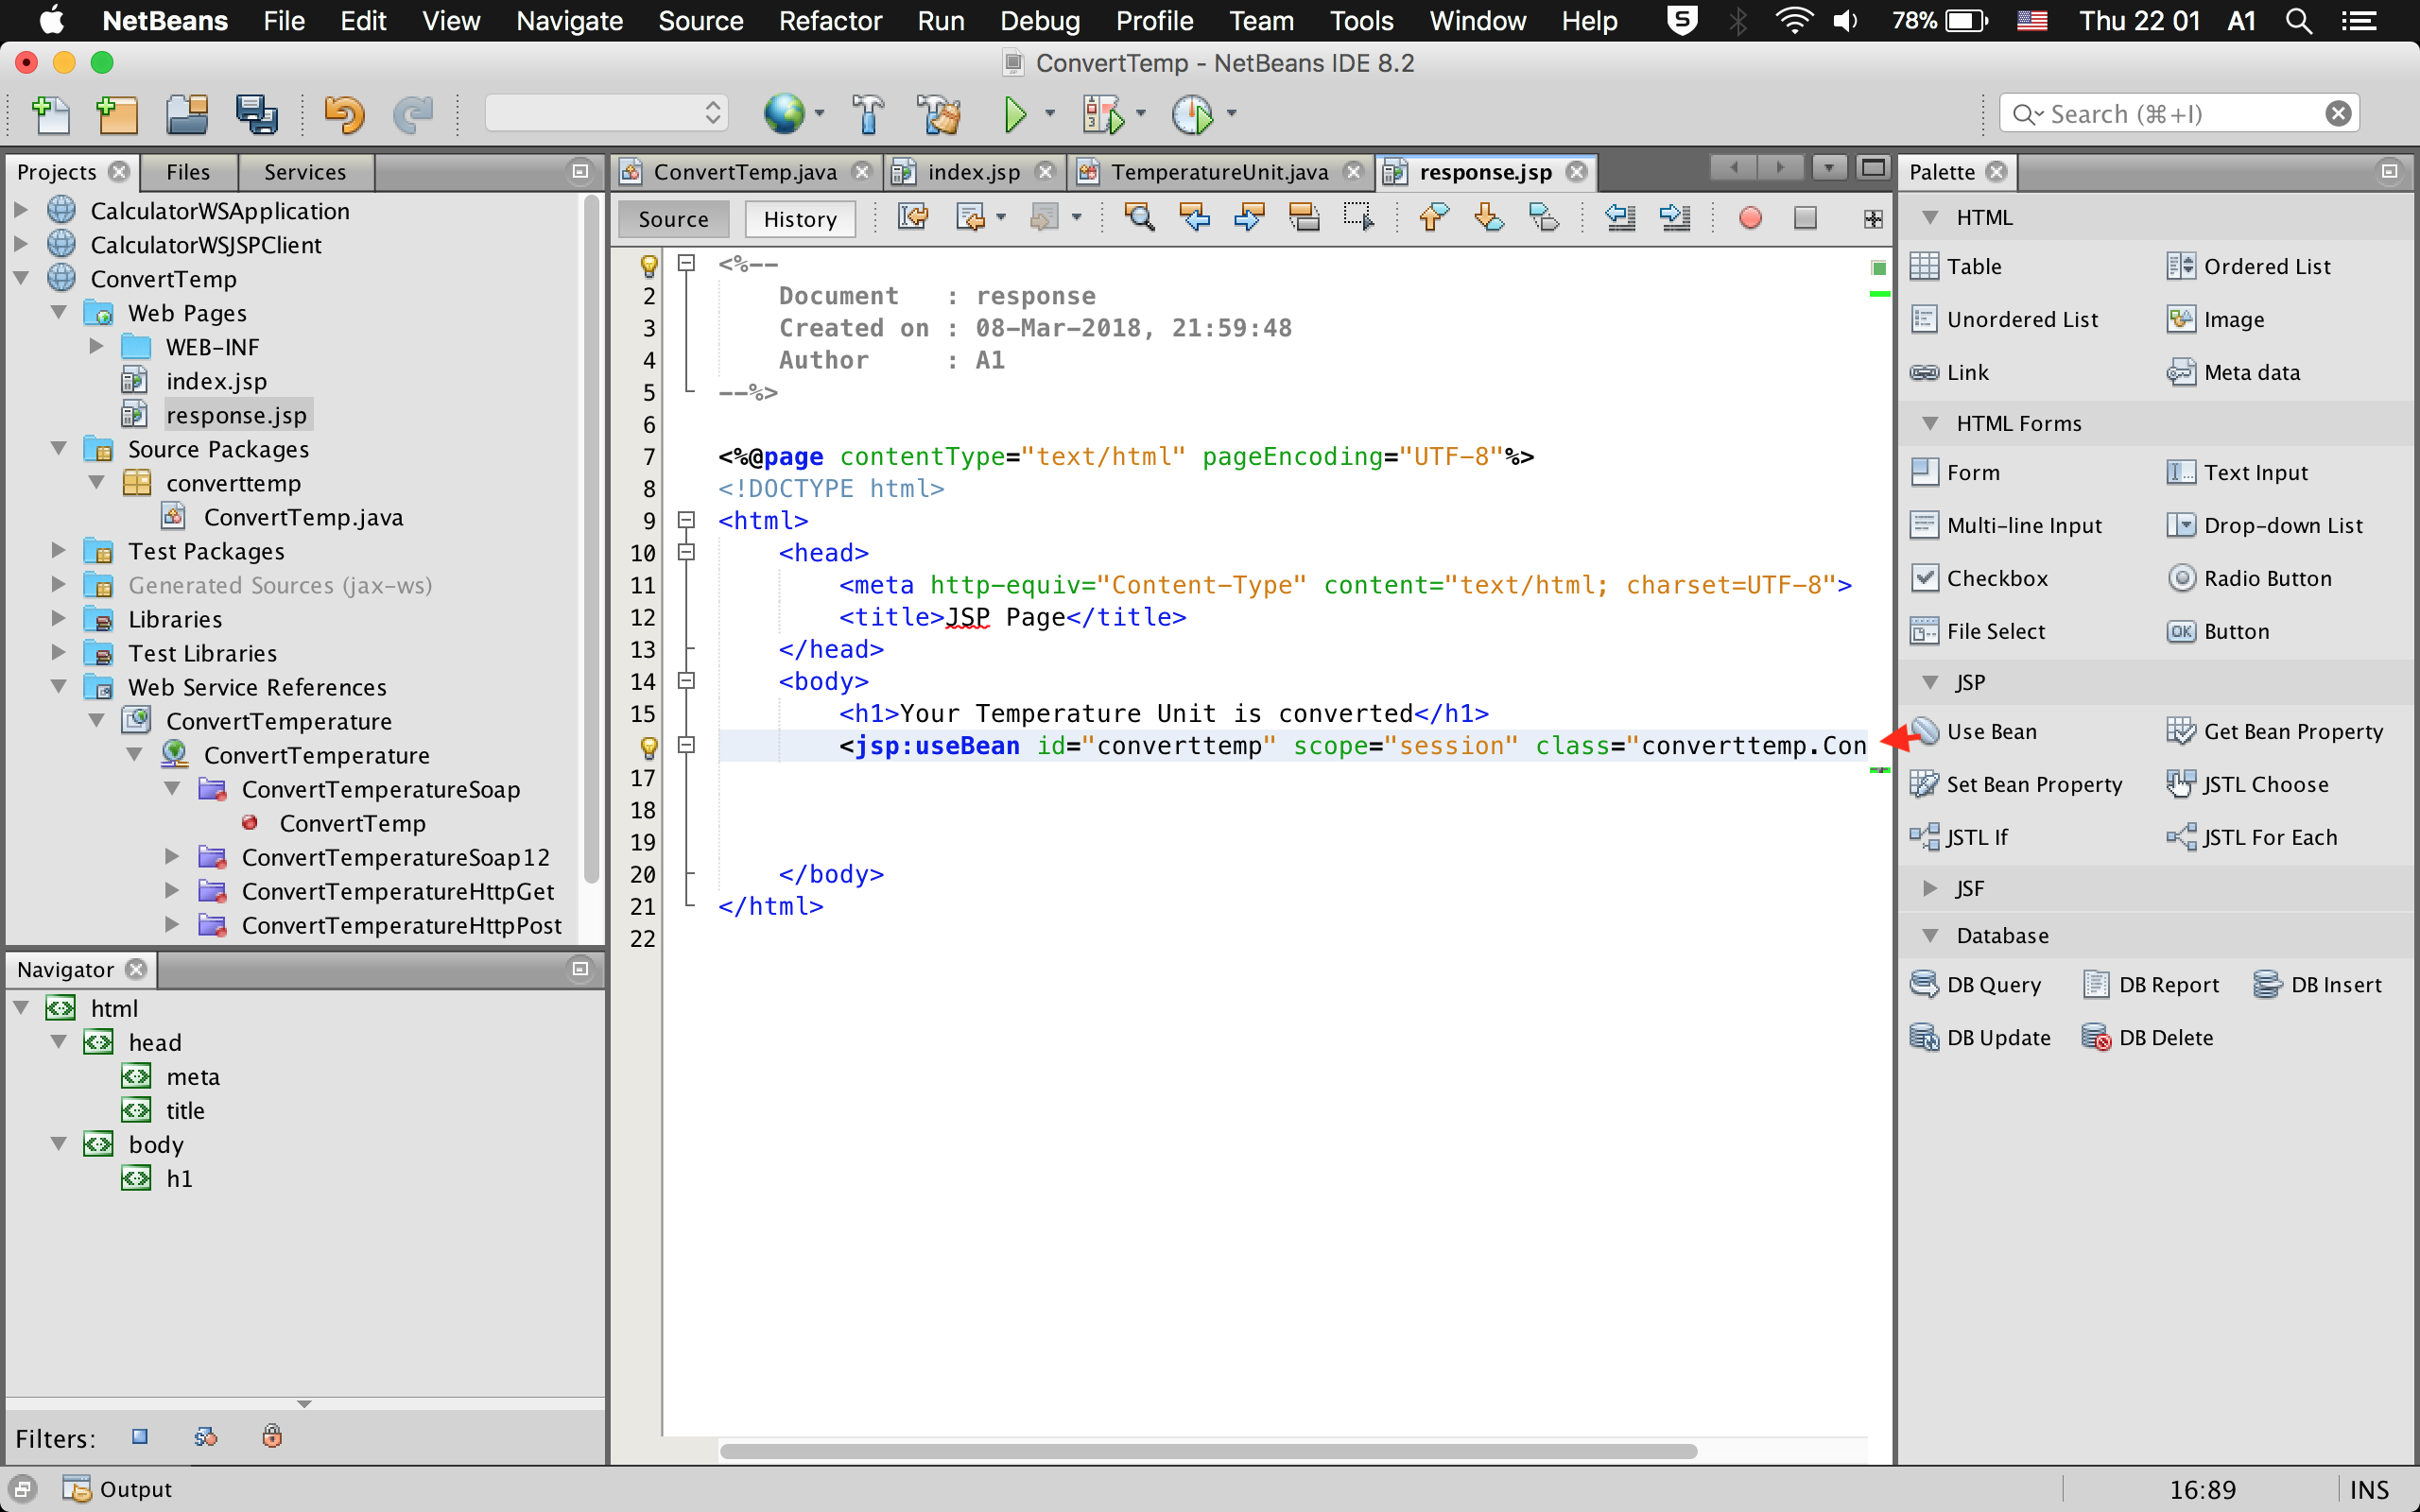 NetBeans File Edit View Navigate Source Refactor Run Debug Profile Team Tools Window Help S 78% Thu 22 01 A1
ConvertTemp - NetBeans IDE 8.2
Search (⌘+I)
Projects Files Services
CalculatorWSApplication
CalculatorWSJSPClient
ConvertTemp
Web Pages
WEB-INF
index.jsp
response.jsp
Source Packages
converttemp
ConvertTemp.java
Test Packages
Generated Sources (jax-ws)
Libraries
Test Libraries
Web Service References
ConvertTemperature
ConvertTemperature
ConvertTemperatureSoap
ConvertTemp
ConvertTemperatureSoap12
ConvertTemperatureHttpGet
ConvertTemperatureHttpPost
Navigator
html
head
meta
title
body
h1
Filters:
ConvertTemp.java index.jsp TemperatureUnit.java response.jsp
Source History
<%--
2 Document : response
3 Created on : 08-Mar-2018, 21:59:48
4 Author : A1
5 --%>
6
7 <%@page contentType="text/html" pageEncoding="UTF-8"%>
8 <!DOCTYPE html>
9 <html>
10 <head>
11 <meta http-equiv="Content-Type" content="text/html; charset=UTF-8">
12 <title>JSP Page</title>
13 </head>
14 <body>
15 <h1>Your Temperature Unit is converted</h1>
<jsp:useBean id="converttemp" scope="session" class="converttemp.Con
17
18
19
20 </body>
21 </html>
22
Palette
HTML
Table Ordered List
Unordered List Image
Link Meta data
HTML Forms
Form Text Input
Multi-line Input Drop-down List
Checkbox Radio Button
File Select Button
JSP
Use Bean Get Bean Property
Set Bean Property JSTL Choose
JSTL If JSTL For Each
JSF
Database
DB Query DB Report DB Insert
DB Update DB Delete
Output
16:89 INS